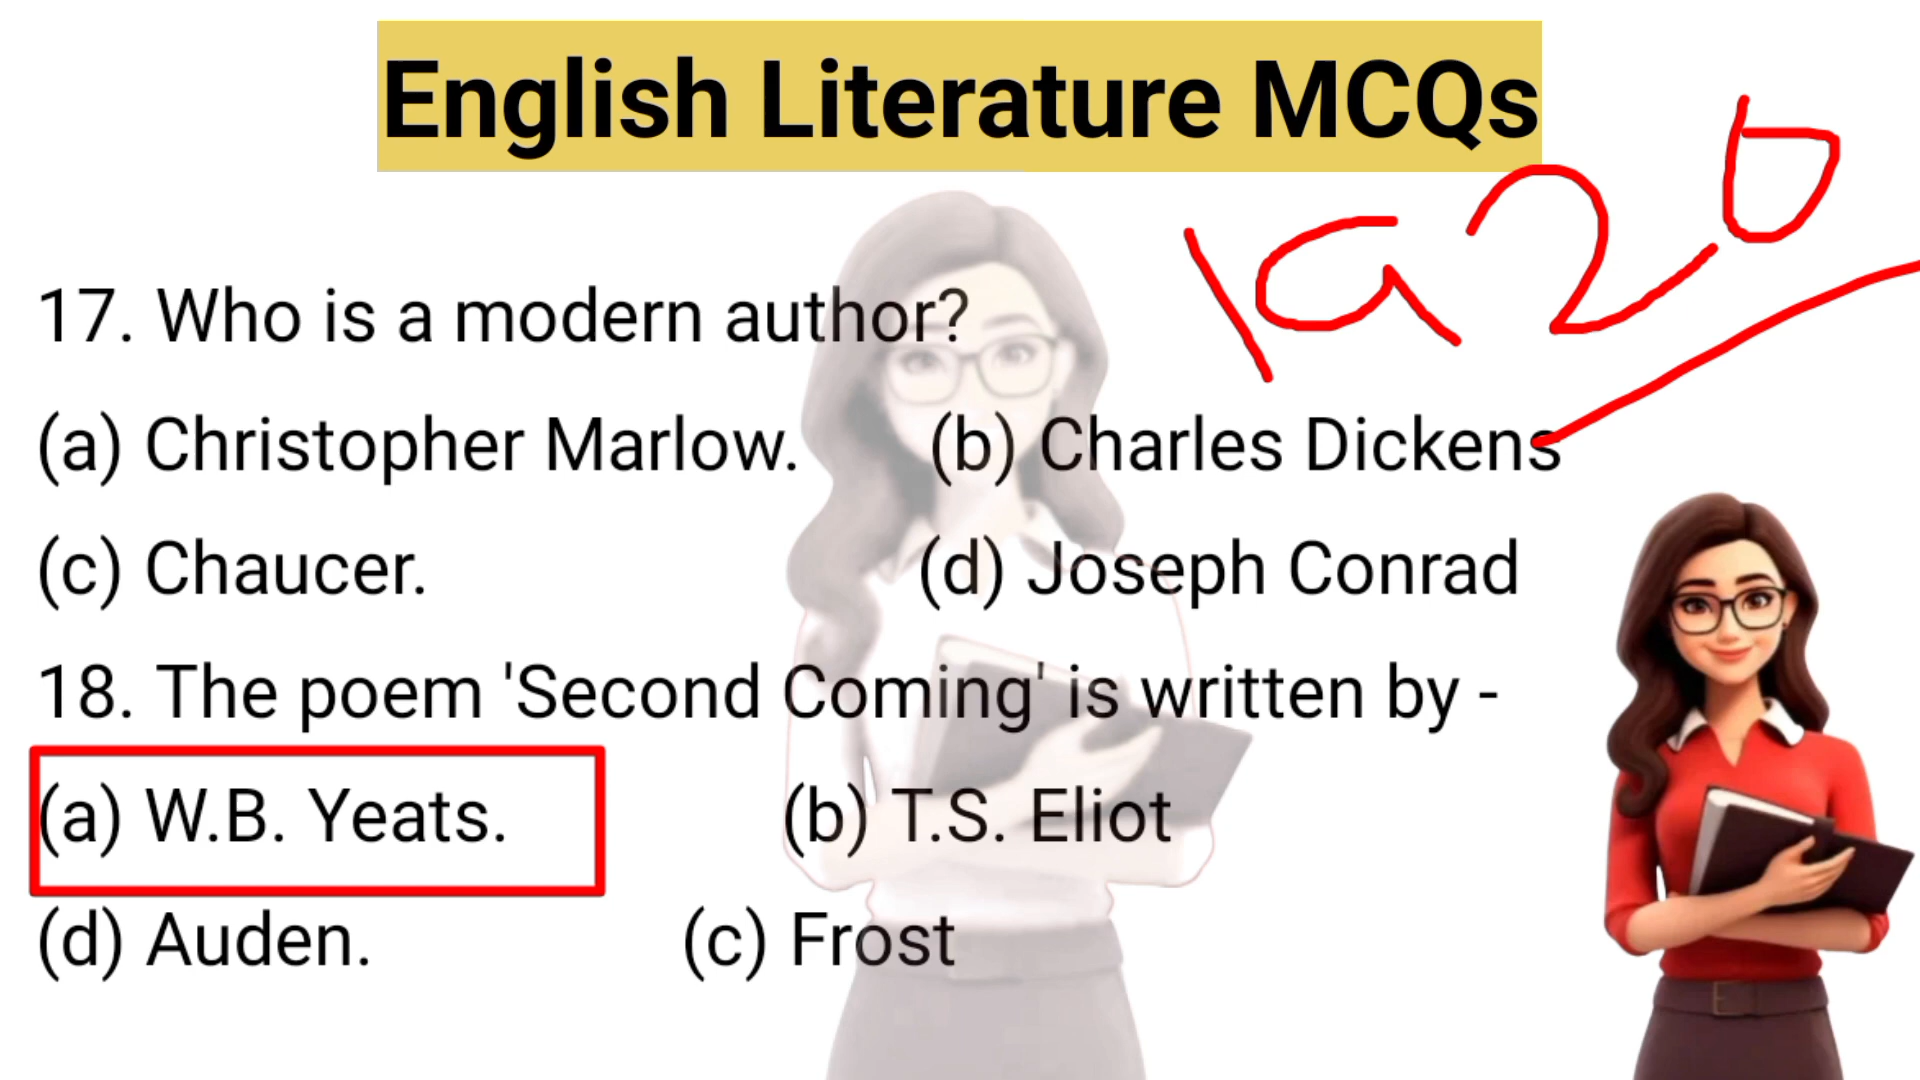 English Literature MCQs
1920
17. Who is a modern author?
(a) Christopher Marlow. (b) Charles Dickens
(c) Chaucer. (d) Joseph Conrad
18. The poem 'Second Coming' is written by -
(a) W.B. Yeats. (b) T.S. Eliot
(d) Auden. (c) Frost